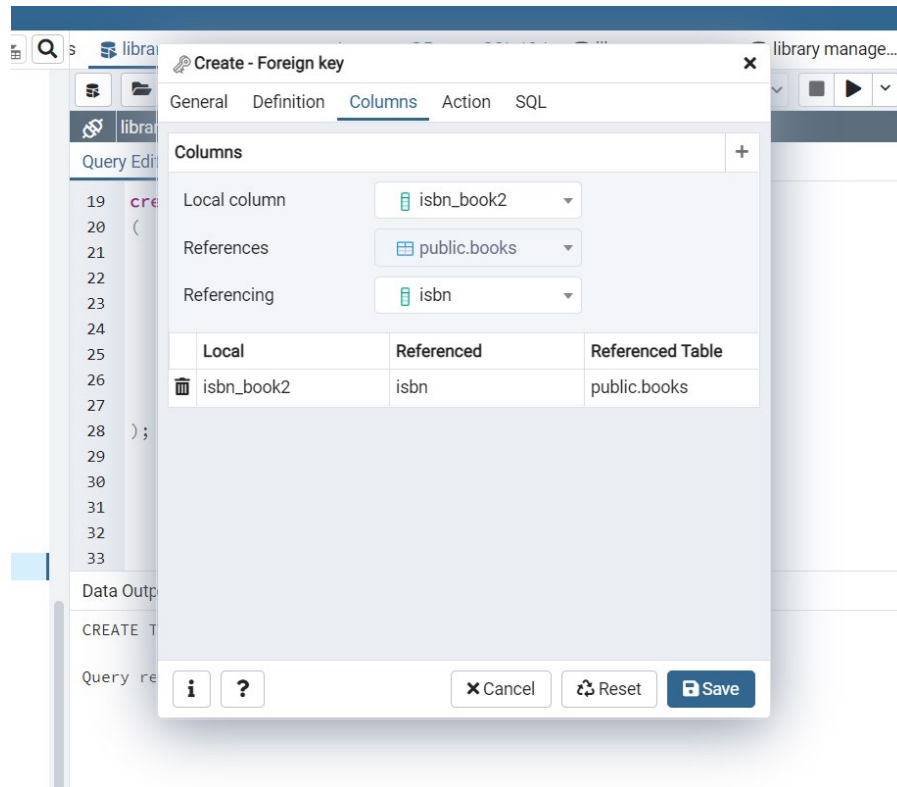 s librar library manage...
Create - Foreign key
General Definition Columns Action SQL
librar
Query Edit
Columns
Local column isbn_book2
References public.books
Referencing isbn
Local Referenced Referenced Table
isbn_book2 isbn public.books
19 cre
20 (
21
22
23
24
25
26
27
28 );
29
30
31
32
33
Data Outp
CREATE T
Query re
i ? Cancel Reset Save